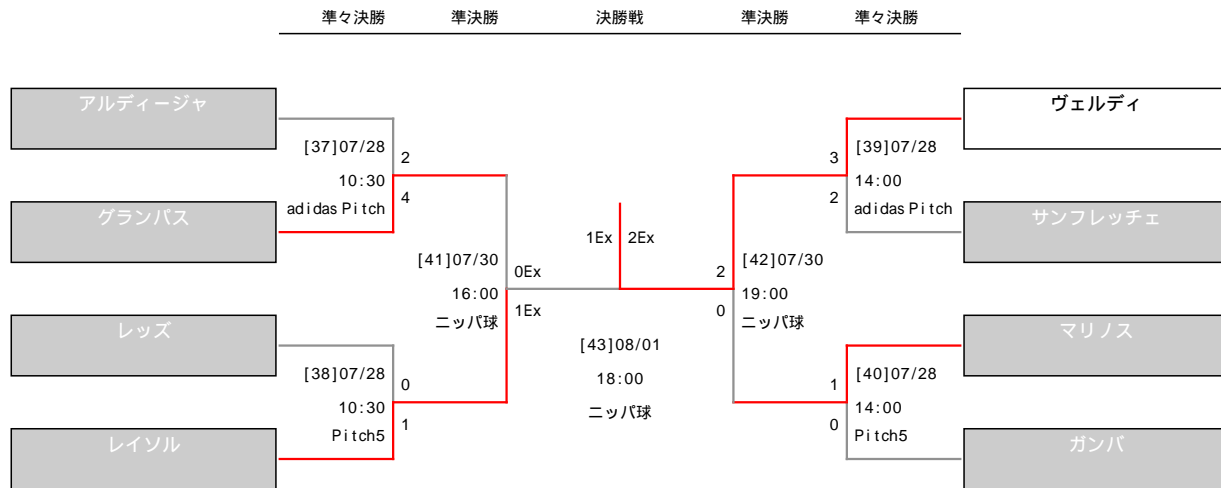 準々決勝 準決勝 決勝戦 準決勝 準々決勝
アルディージャ
ヴェルディ
[37]07/28
2
10:30
4
adidas Pitch
グランパス
3
[39]07/28
14:00
2
adidas Pitch
サンフレッチェ
1Ex 2Ex
[41]07/30
0Ex
16:00
1Ex
ニッパ球
2
[42]07/30
19:00
0
ニッパ球
レッズ
マリノス
[43]08/01
18:00
ニッパ球
[38]07/28
0
10:30
1
Pitch5
レイソル
1
[40]07/28
14:00
0
Pitch5
ガンバ